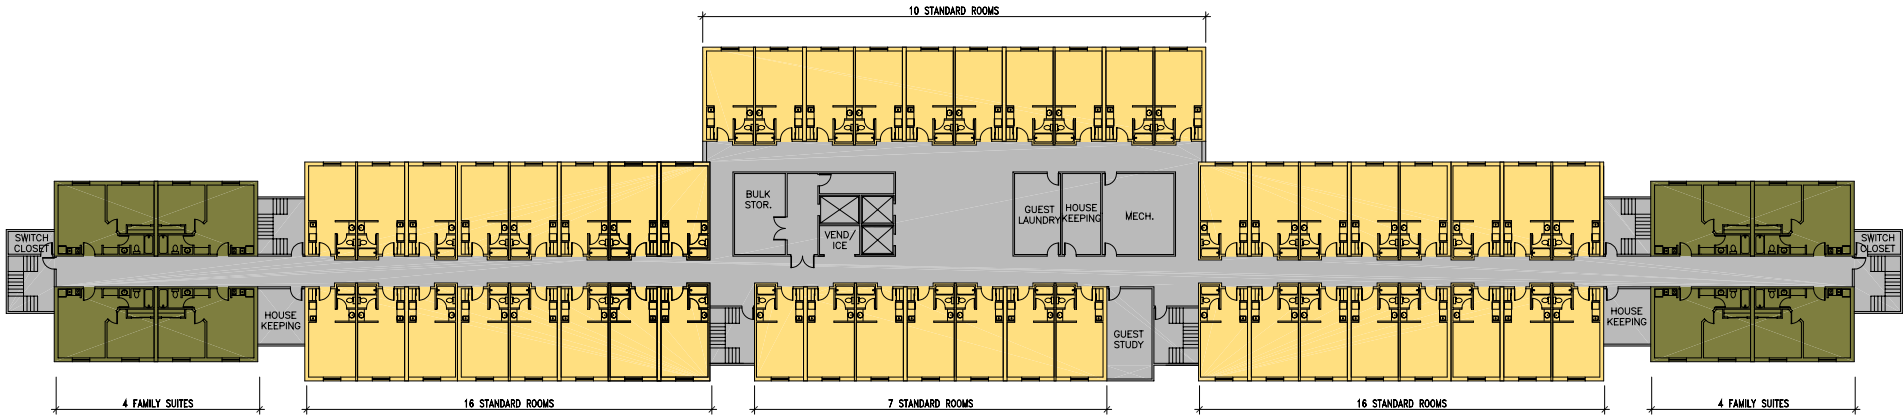 10 STANDARD ROOMS
BULK
STOR.
VEND/
ICE
GUEST
LAUNDRY
HOUSE
KEEPING
MECH.
SWITCH
CLOSET
SWITCH
CLOSET
HOUSE
KEEPING
GUEST
STUDY
HOUSE
KEEPING
4 FAMILY SUITES
16 STANDARD ROOMS
7 STANDARD ROOMS
16 STANDARD ROOMS
4 FAMILY SUITES